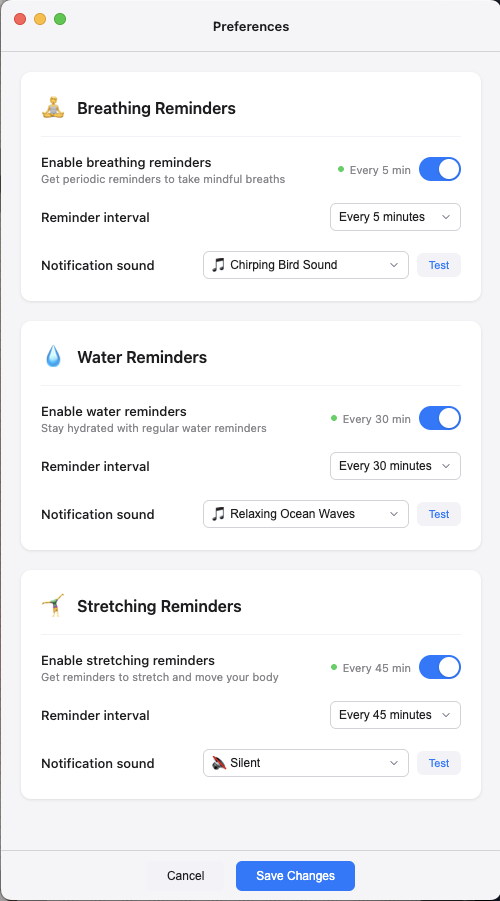 Preferences
Breathing Reminders
Enable breathing reminders
Get periodic reminders to take mindful breaths
Every 5 min
Reminder interval
Every 5 minutes
Notification sound
Chirping Bird Sound
Test
Water Reminders
Enable water reminders
Stay hydrated with regular water reminders
Every 30 min
Reminder interval
Every 30 minutes
Notification sound
Relaxing Ocean Waves
Test
Stretching Reminders
Enable stretching reminders
Get reminders to stretch and move your body
Every 45 min
Reminder interval
Every 45 minutes
Notification sound
Silent
Test
Cancel
Save Changes